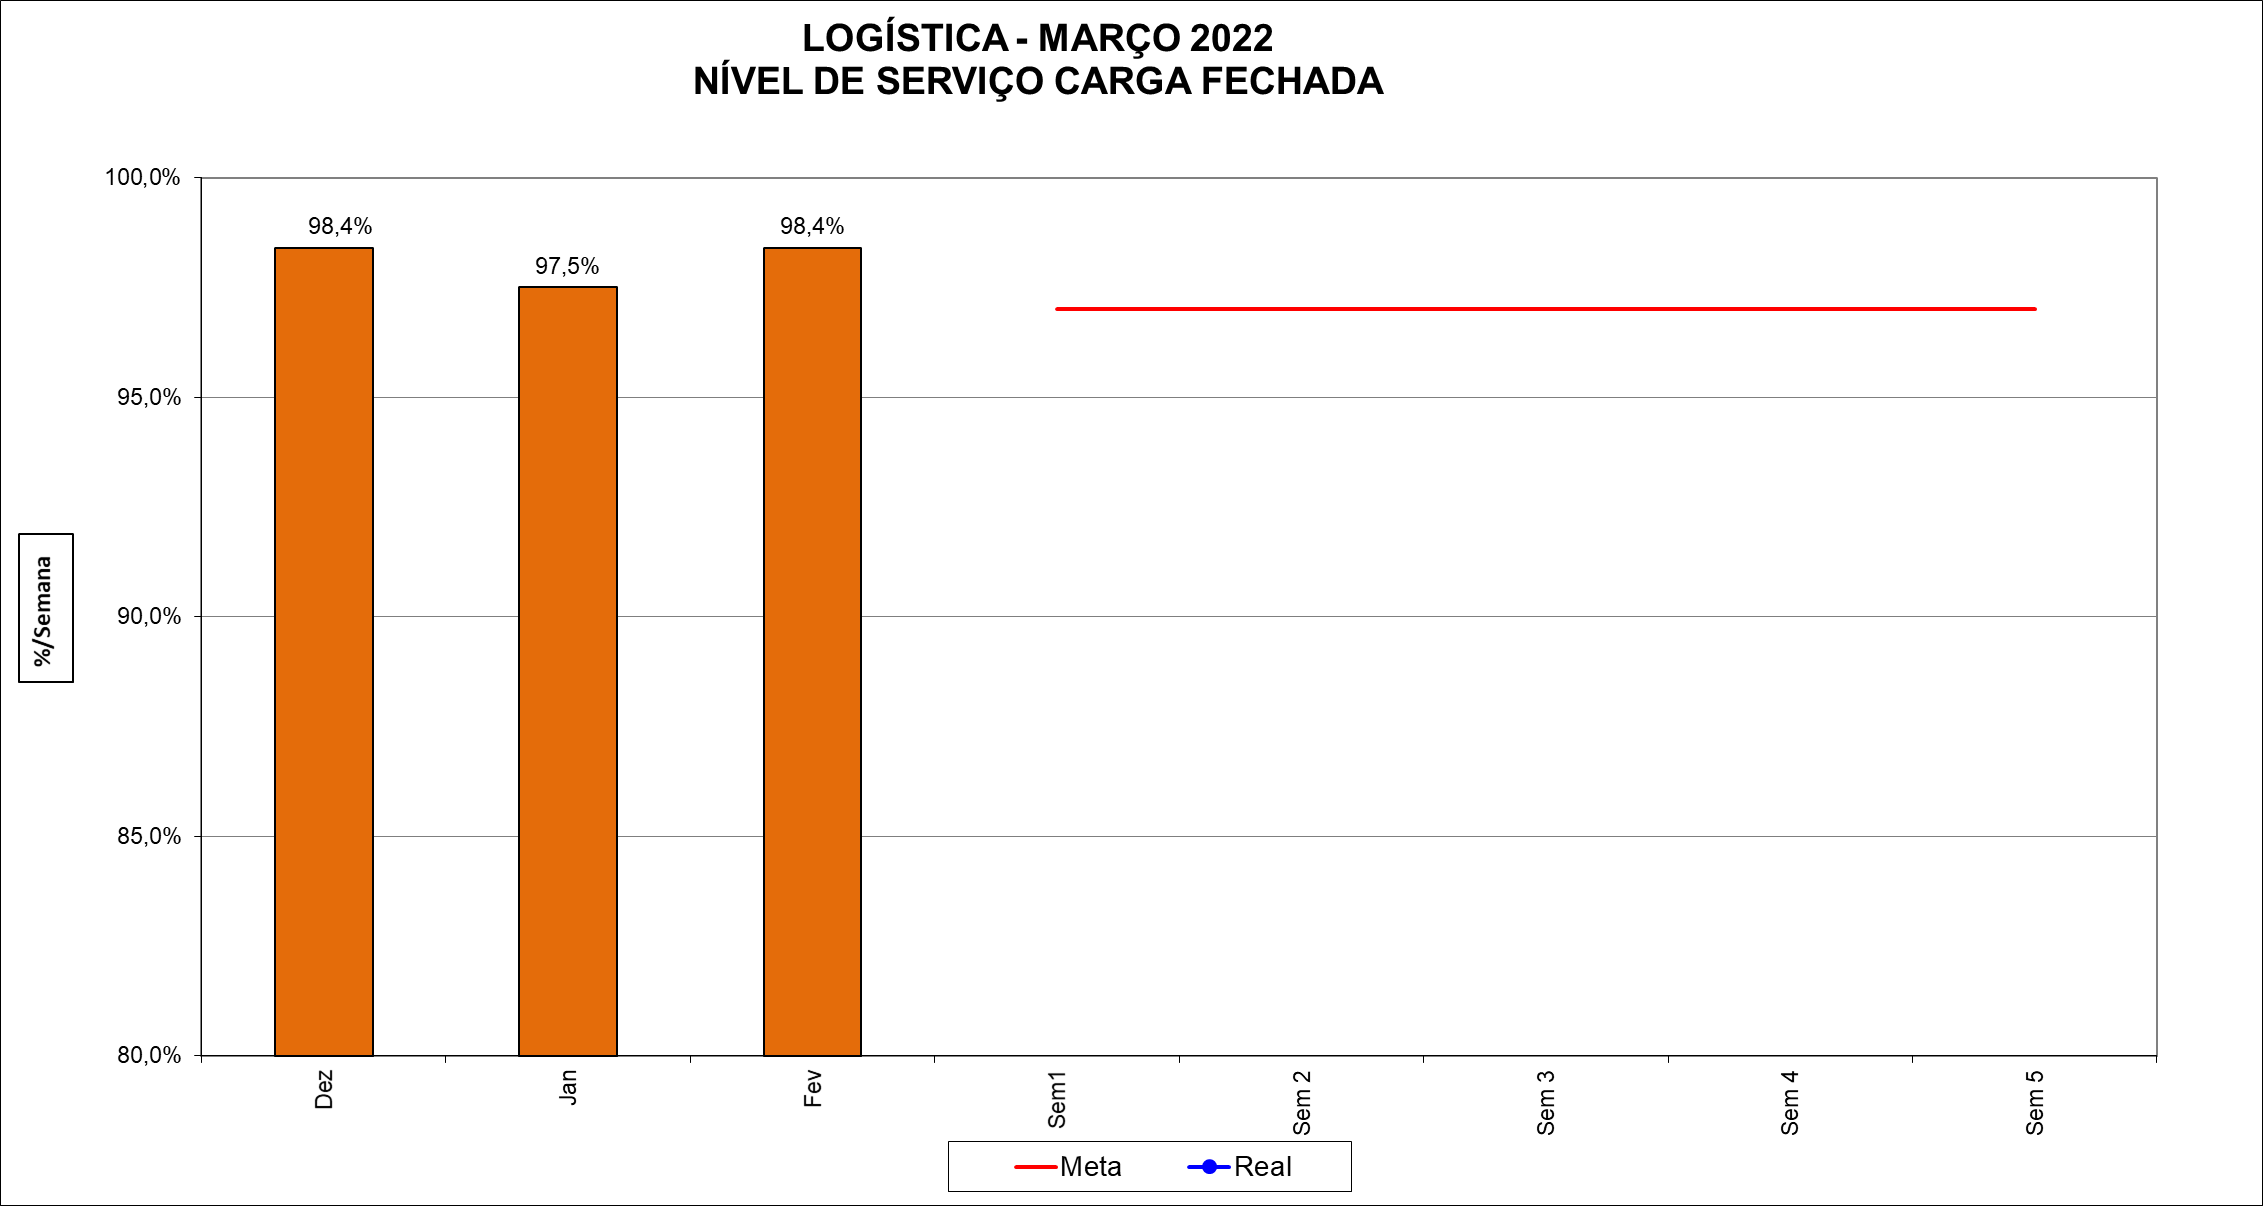 LOGÍSTICA - MARÇO 2022
NÍVEL DE SERVIÇO CARGA FECHADA
100,0%
98,4%
97,5%
98,4%
95,0%
90,0%
85,0%
80,0%
%/Semana
Dez
Jan
Fev
Sem1
Sem 2
Sem 3
Sem 4
Sem 5
Meta
Real